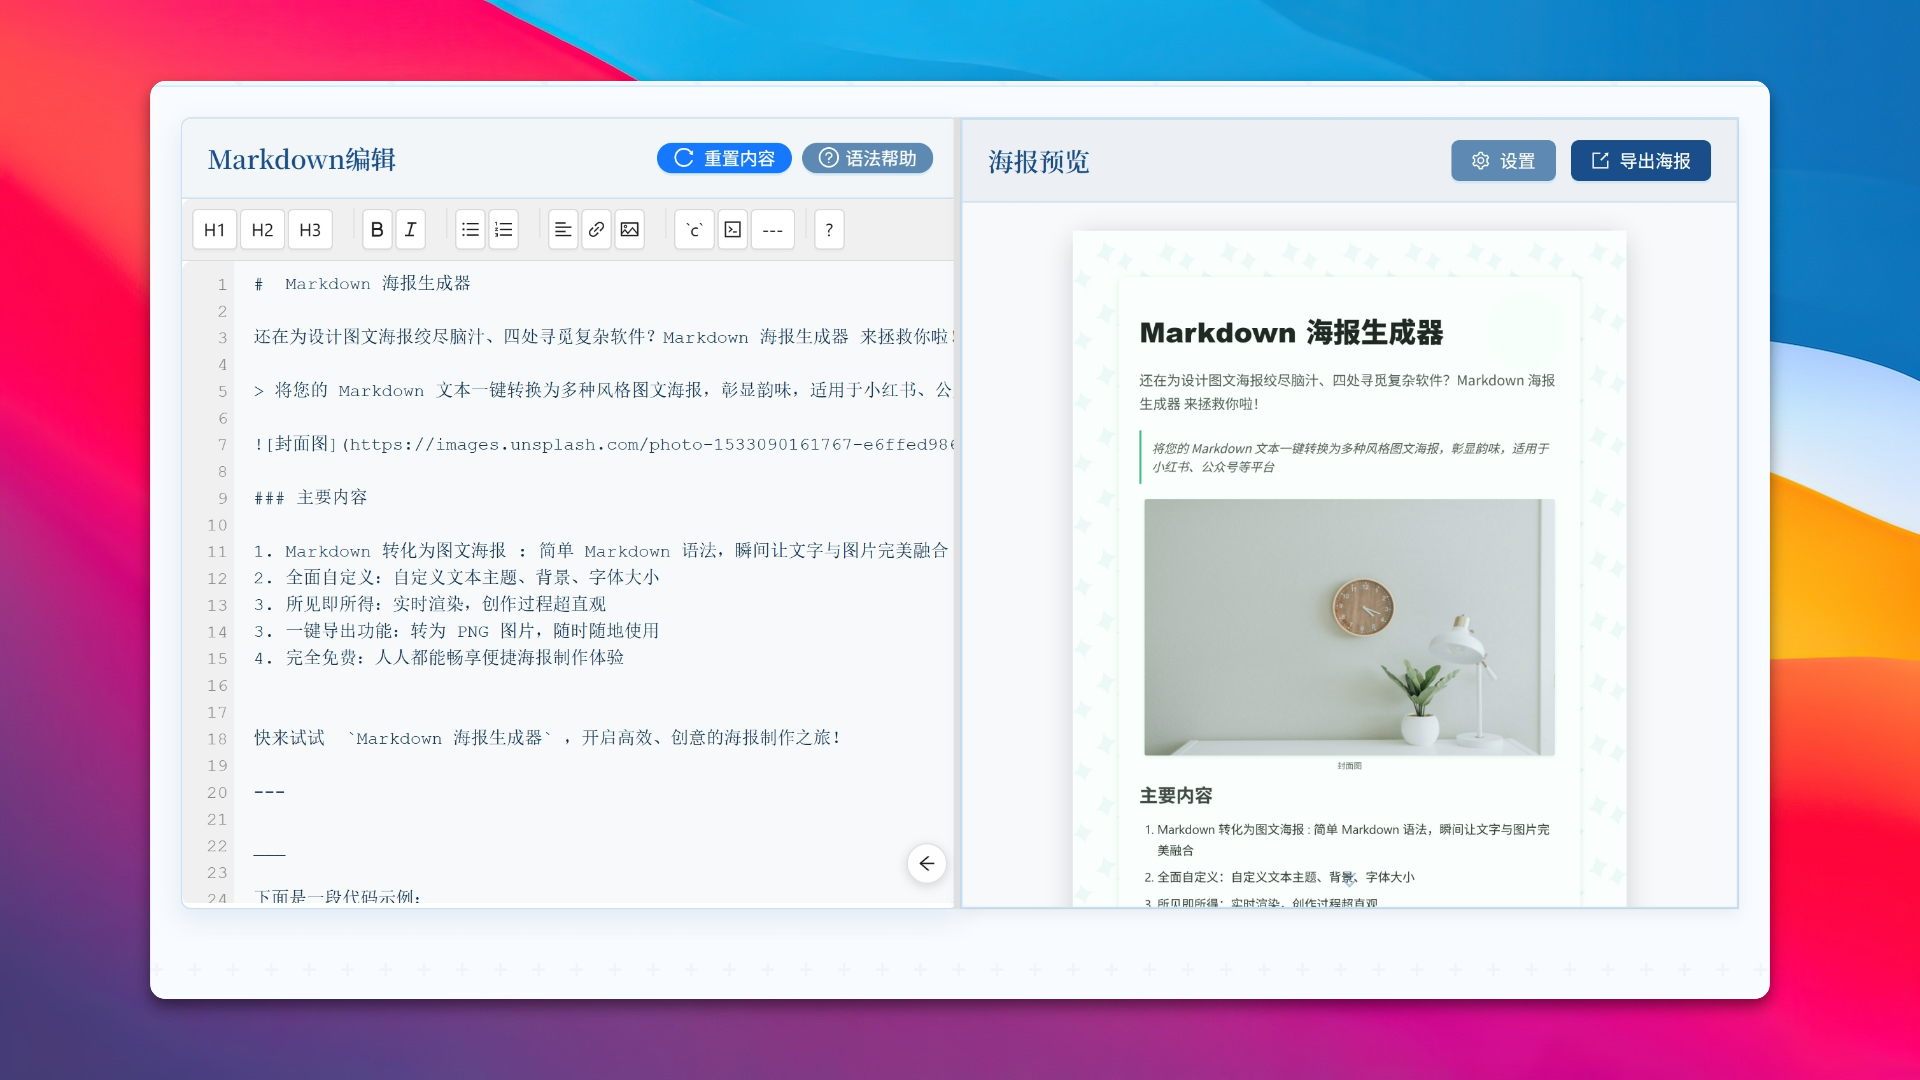 Markdown编辑
重置内容
语法帮助
H1 H2 H3 B I `c` --- ?
1 #  Markdown 海报生成器
2
3 还在为设计图文海报绞尽脑汁、四处寻觅复杂软件？Markdown 海报生成器 来拯救你啦！
4
5 > 将您的 Markdown 文本一键转换为多种风格图文海报，彰显韵味，适用于小红书、公
6
7 ![封面图](https://images.unsplash.com/photo-1533090161767-e6ffed986
8
9 ### 主要内容
10
11 1. Markdown 转化为图文海报 : 简单 Markdown 语法，瞬间让文字与图片完美融合
12 2. 全面自定义：自定义文本主题、背景、字体大小
13 3. 所见即所得：实时渲染，创作过程超直观
14 3. 一键导出功能：转为 PNG 图片，随时随地使用
15 4. 完全免费：人人都能畅享便捷海报制作体验
16
17
18 快来试试  `Markdown 海报生成器` ，开启高效、创意的海报制作之旅！
19
20 ---
21
22 ___
23
24 下面是一段代码示例：
海报预览
设置
导出海报
Markdown 海报生成器
还在为设计图文海报绞尽脑汁、四处寻觅复杂软件？Markdown 海报
生成器 来拯救你啦！
将您的 Markdown 文本一键转换为多种风格图文海报，彰显韵味，适用于
小红书、公众号等平台
封面图
主要内容
1. Markdown 转化为图文海报 : 简单 Markdown 语法，瞬间让文字与图片完
美融合
2. 全面自定义：自定义文本主题、背景、字体大小
3. 所见即所得：实时渲染，创作过程超直观